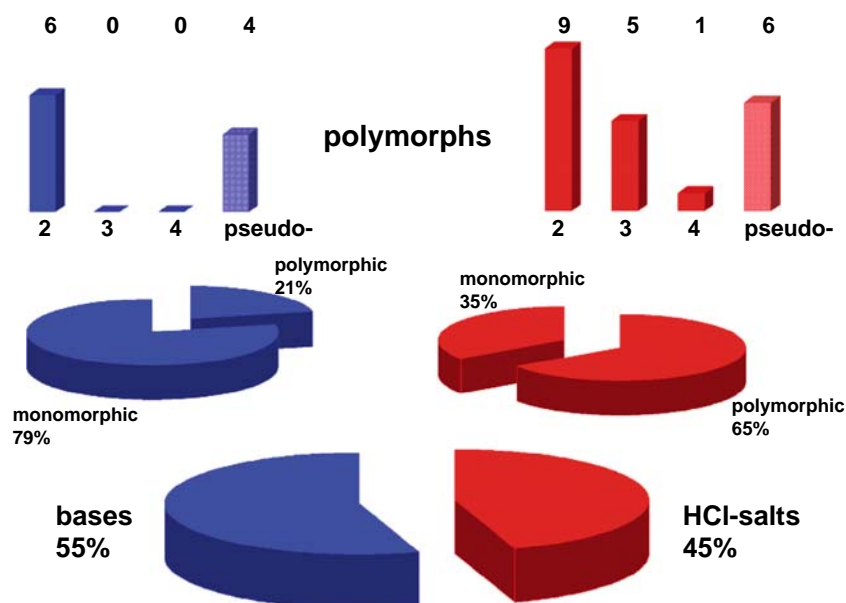 6 0 0 4
9 5 1 6
polymorphs
2 3 4 pseudo-
2 3 4 pseudo-
polymorphic
21%
monomorphic
35%
monomorphic
79%
polymorphic
65%
bases
55%
HCl-salts
45%